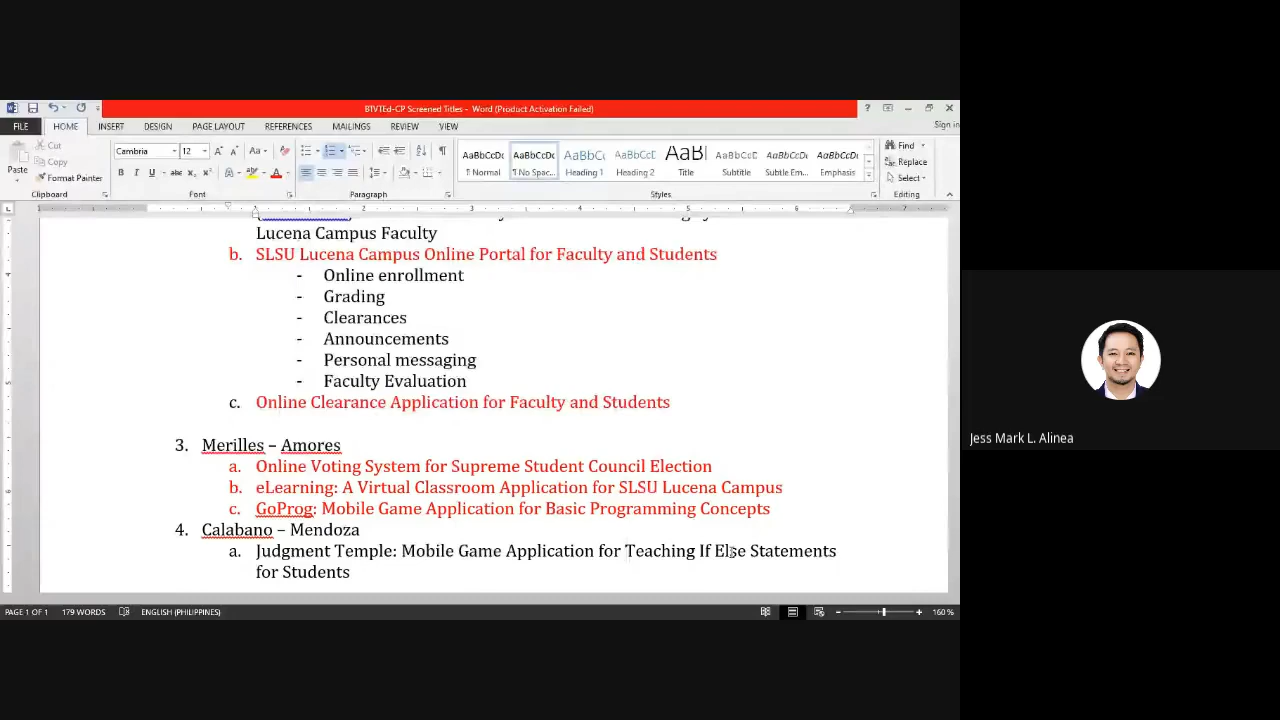 BTVTEd-CP Screened Titles - Word (Product Activation Failed)
FILE HOME INSERT DESIGN PAGE LAYOUT REFERENCES MAILINGS REVIEW VIEW Sign in
Paste
Cut
Copy
Format Painter
Clipboard
Cambria 12
Font
Paragraph
AaBbCcDc AaBbCcDc AaBbCc AaBbCcD AaBl AaBbCcD AaBbCcDc AaBbCcDc
¶ Normal ¶ No Spac... Heading 1 Heading 2 Title Subtitle Subtle Em... Emphasis
Styles
Find
Replace
Select
Editing
Lucena Campus Faculty
b. SLSU Lucena Campus Online Portal for Faculty and Students
- Online enrollment
- Grading
- Clearances
- Announcements
- Personal messaging
- Faculty Evaluation
c. Online Clearance Application for Faculty and Students
3. Merilles – Amores
a. Online Voting System for Supreme Student Council Election
b. eLearning: A Virtual Classroom Application for SLSU Lucena Campus
c. GoProg: Mobile Game Application for Basic Programming Concepts
4. Calabano – Mendoza
a. Judgment Temple: Mobile Game Application for Teaching If Else Statements
for Students
PAGE 1 OF 1 179 WORDS ENGLISH (PHILIPPINES) 160 %
Jess Mark L. Alinea